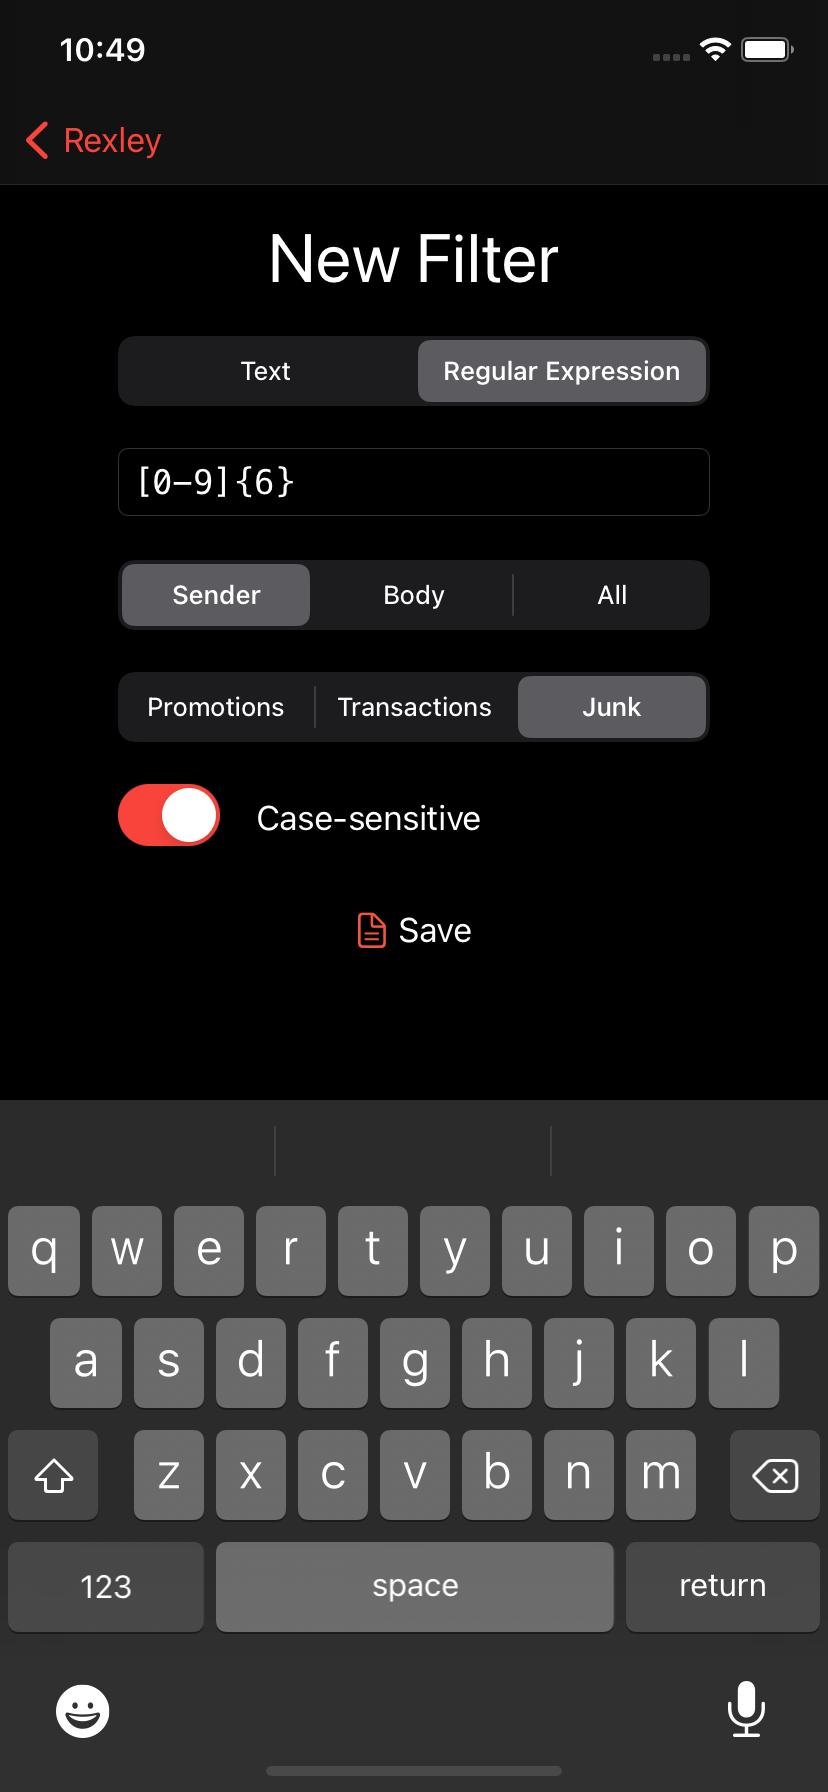 10:49
Rexley
New Filter
Text Regular Expression
[0-9]{6}
Sender Body All
Promotions Transactions Junk
Case-sensitive
Save
q w e r t y u i o p
a s d f g h j k l
z x c v b n m
123 space return